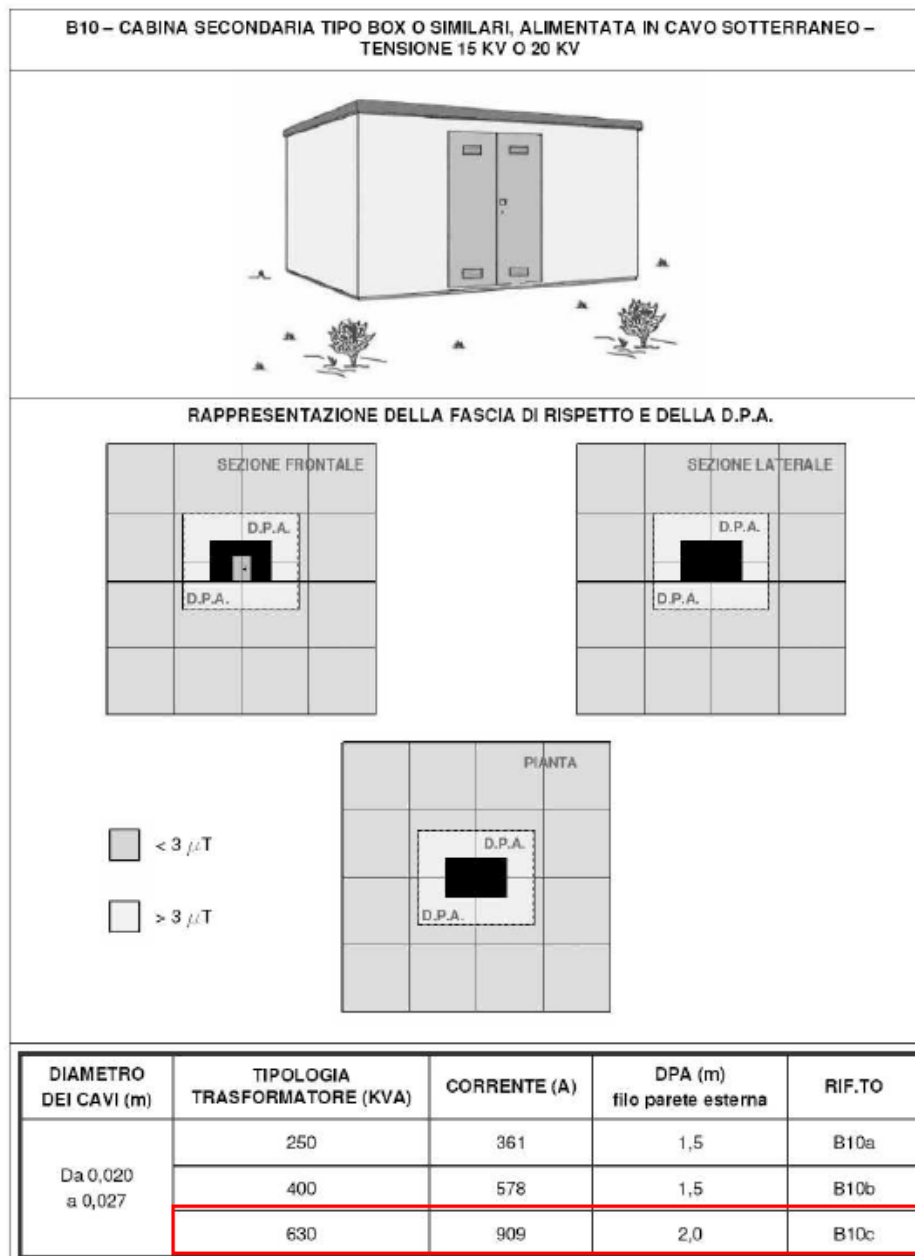 B10 – CABINA SECONDARIA TIPO BOX O SIMILARI, ALIMENTATA IN CAVO SOTTERRANEO –
TENSIONE 15 KV O 20 KV
RAPPRESENTAZIONE DELLA FASCIA DI RISPETTO E DELLA D.P.A.
SEZIONE FRONTALE
D.P.A.
D.P.A.
SEZIONE LATERALE
D.P.A.
D.P.A.
PIANTA
D.P.A.
D.P.A.
< 3 μT
> 3 μT
DIAMETRO DEI CAVI (m) TIPOLOGIA TRASFORMATORE (KVA) CORRENTE (A) DPA (m) filo parete esterna RIF.TO
Da 0,020 a 0,027
250 361 1,5 B10a
400 578 1,5 B10b
630 909 2,0 B10c